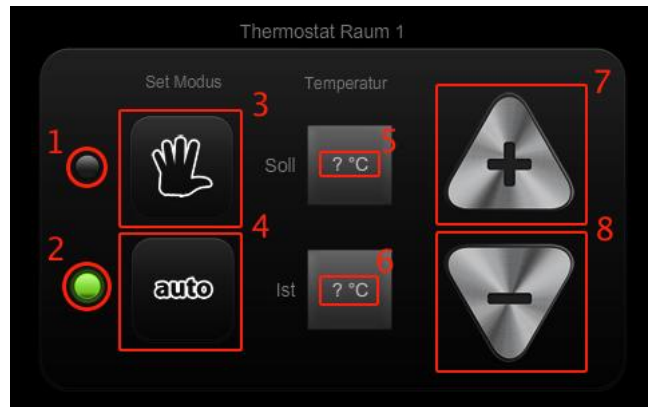 Thermostat Raum 1
Set Modus
Temperatur
1
3
Soll
? °C
5
7
2
4
auto
Ist
? °C
6
8